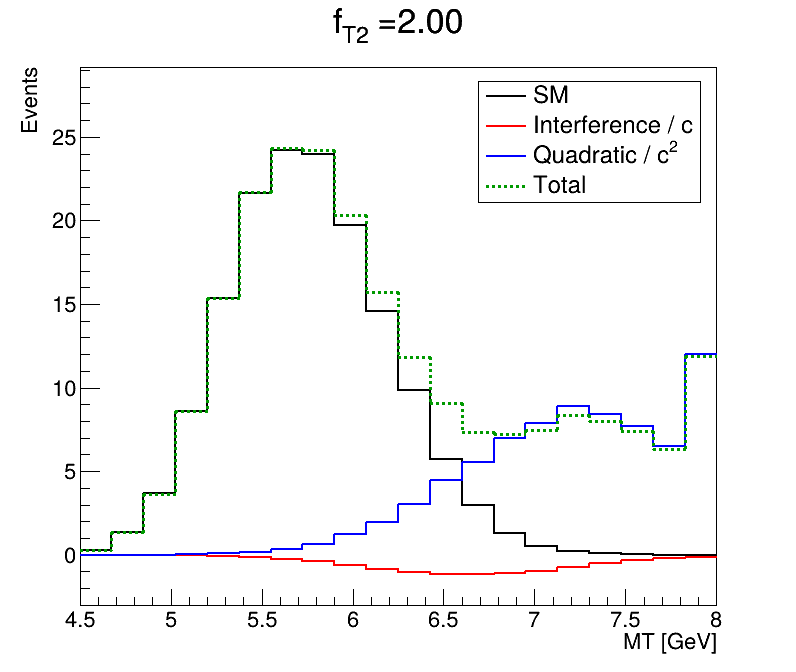 f_T2 =2.00
Events
SM
Interference / c
Quadratic / c²
Total
25
20
15
10
5
0
4.5 5 5.5 6 6.5 7 7.5 8
MT [GeV]